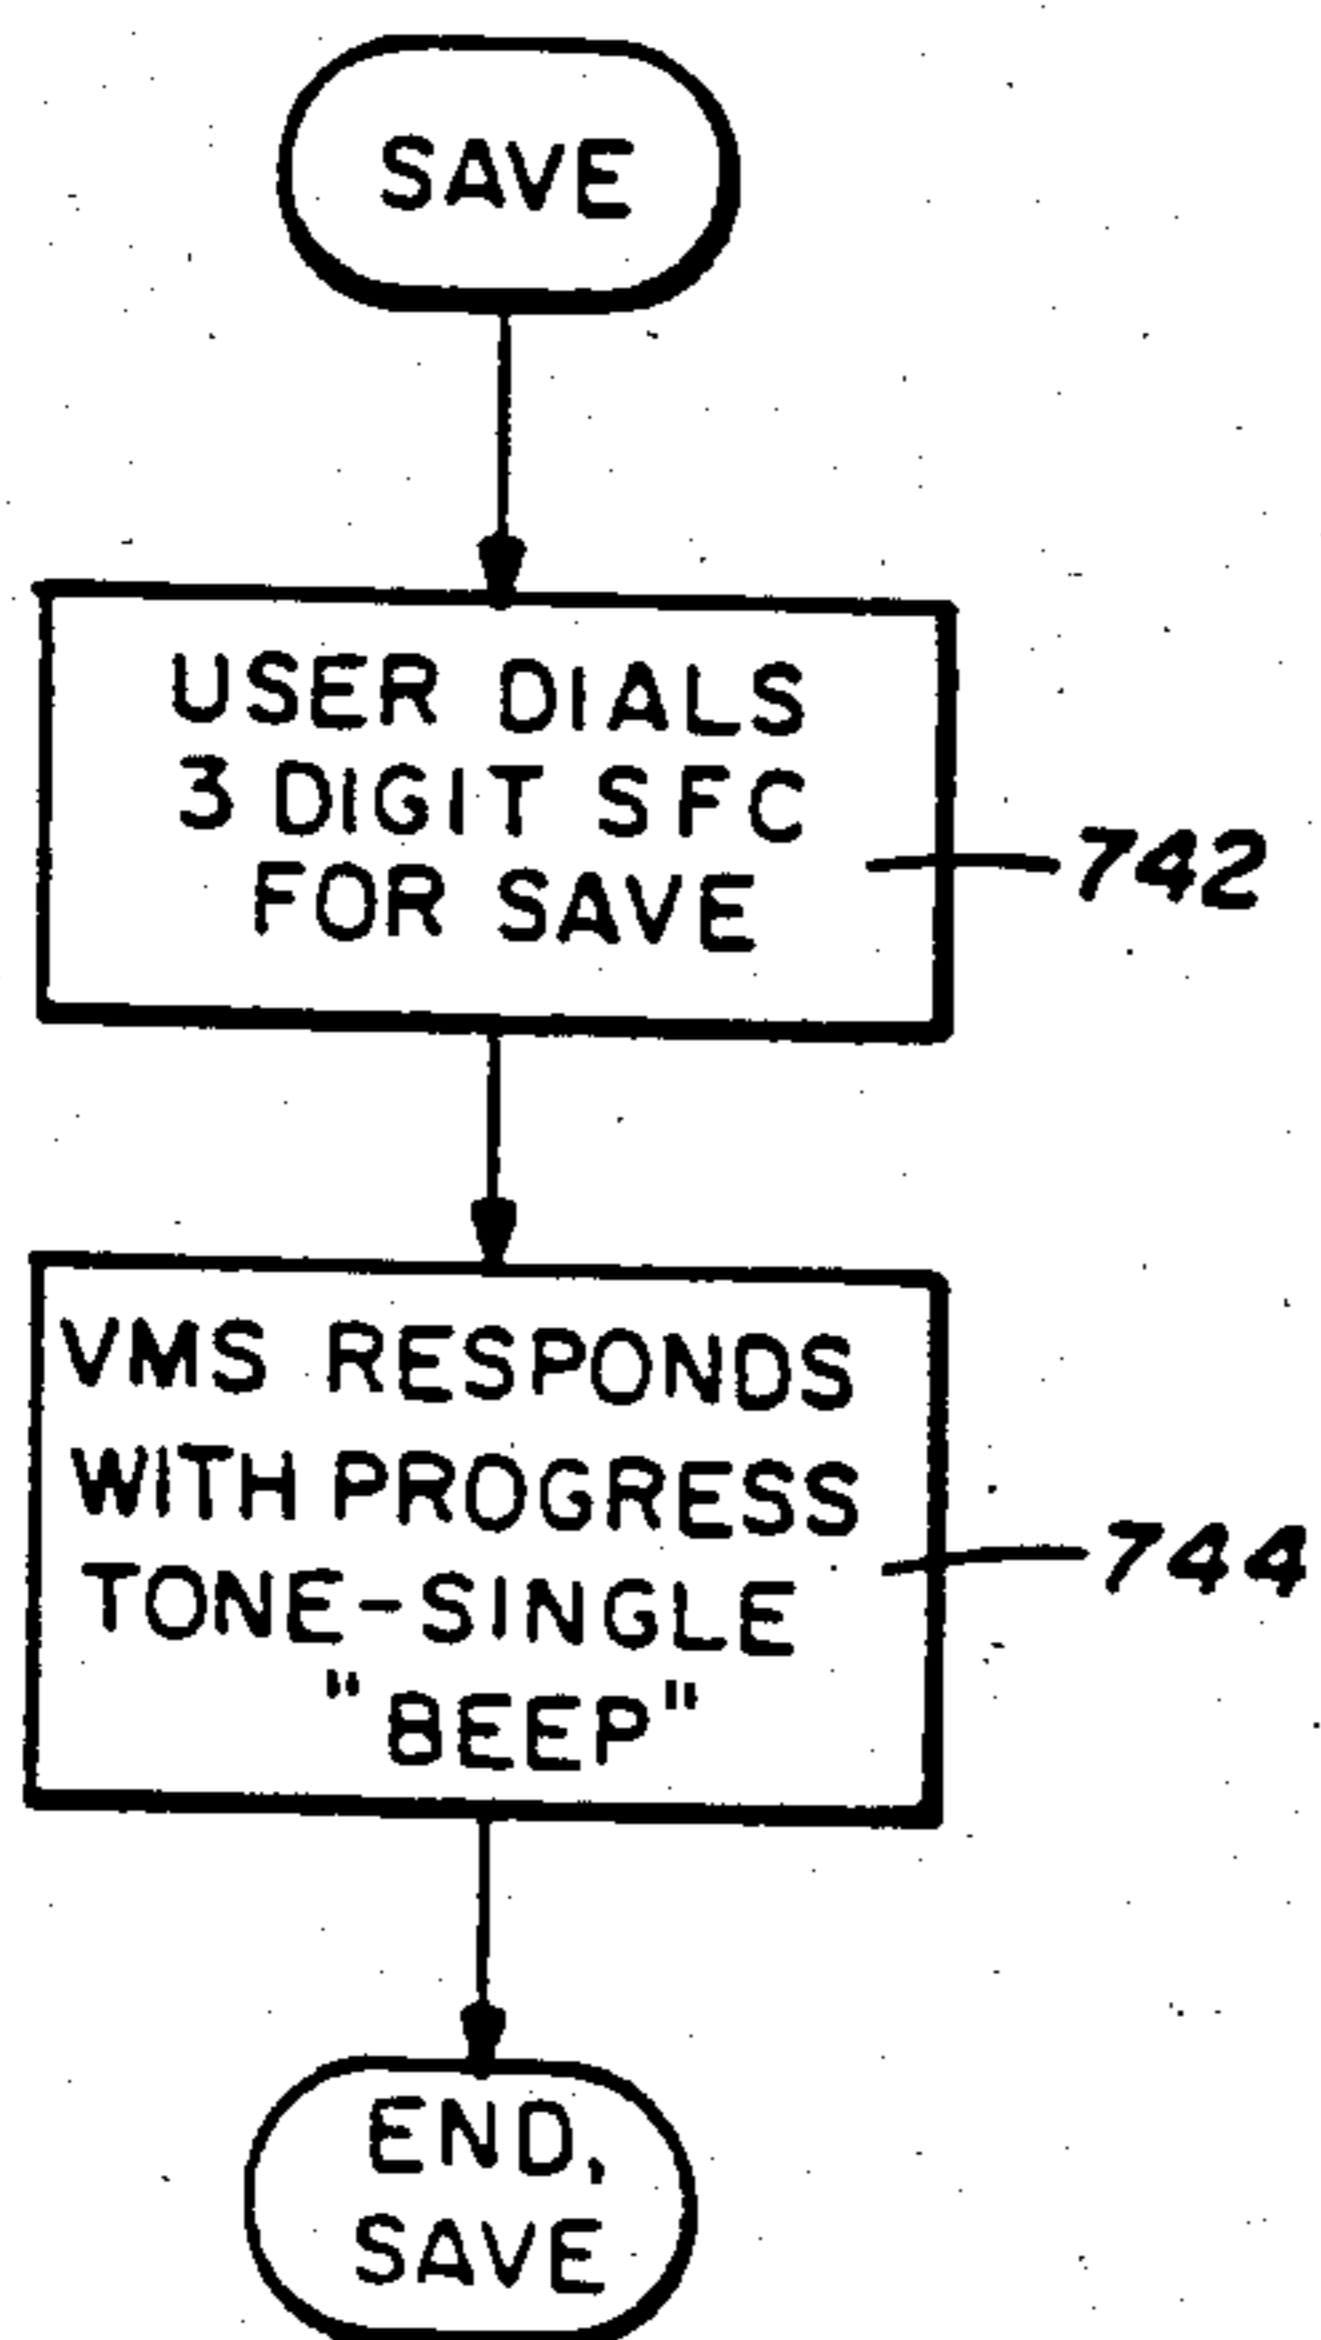 SAVE
USER DIALS
3 DIGIT SFC
FOR SAVE
742
VMS RESPONDS
WITH PROGRESS
TONE-SINGLE
"BEEP"
744
END,
SAVE